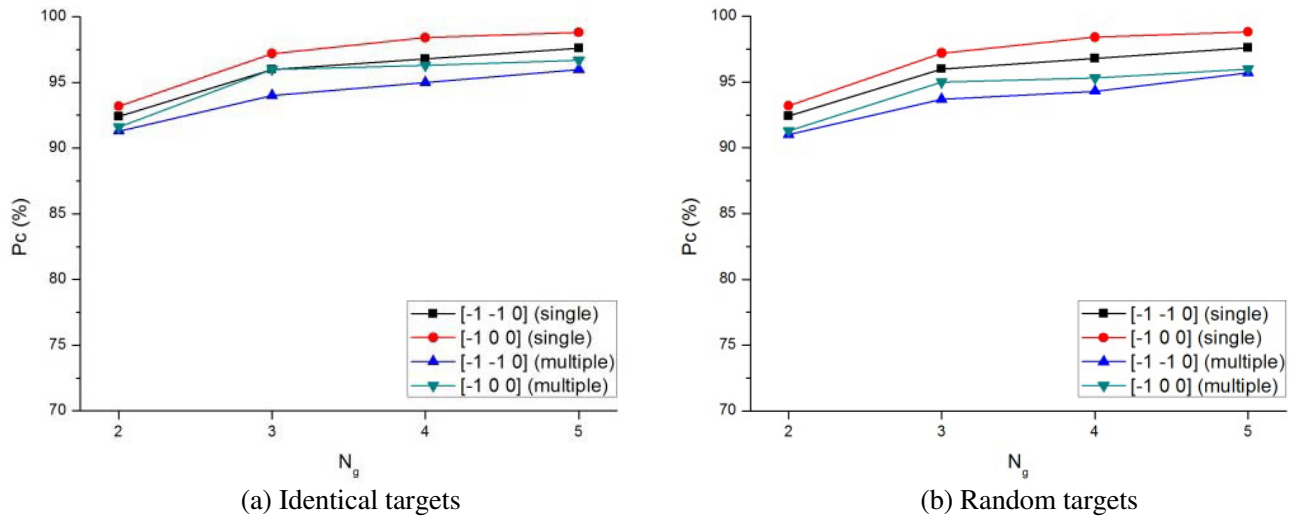 100
95
90
85
80
75
70
Pc (%)
2
3
4
5
Ng
[-1 -1 0] (single)
[-1 0 0] (single)
[-1 -1 0] (multiple)
[-1 0 0] (multiple)
(a) Identical targets
100
95
90
85
80
75
70
Pc (%)
2
3
4
5
Ng
[-1 -1 0] (single)
[-1 0 0] (single)
[-1 -1 0] (multiple)
[-1 0 0] (multiple)
(b) Random targets